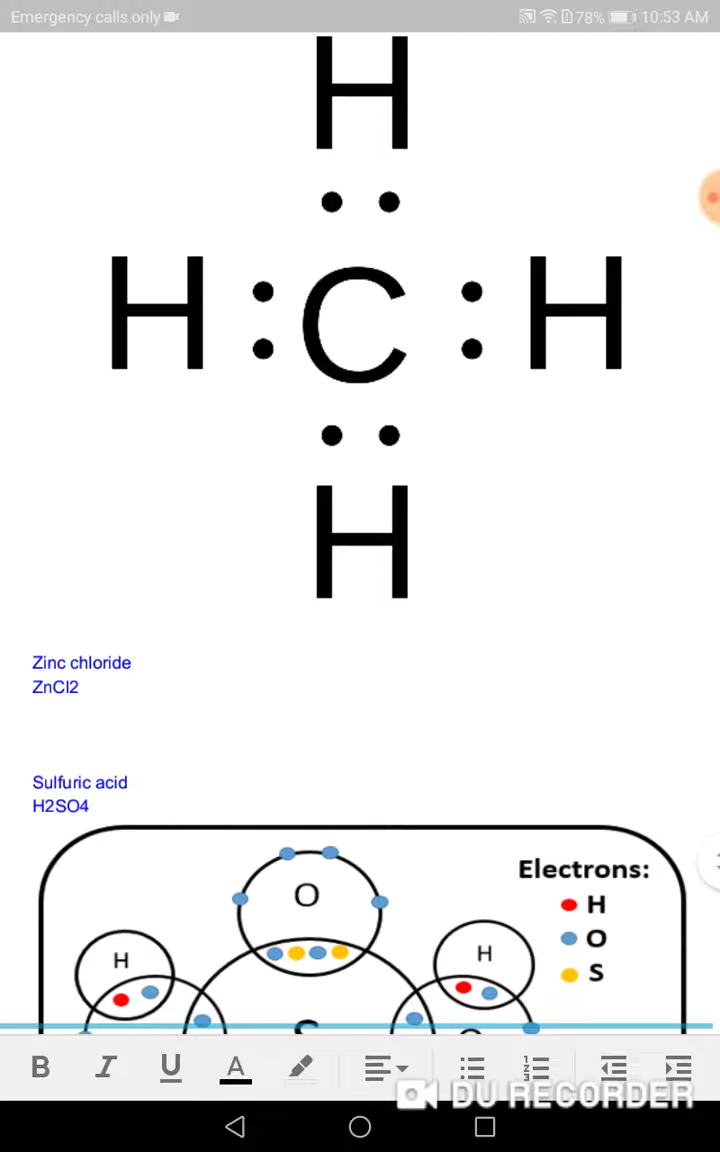 Emergency calls only 78% 10:53 AM
H
H : C : H
H
Zinc chloride
ZnCl2
Sulfuric acid
H2SO4
Electrons:
O H
H H O
S
B I U A
DU RECORDER